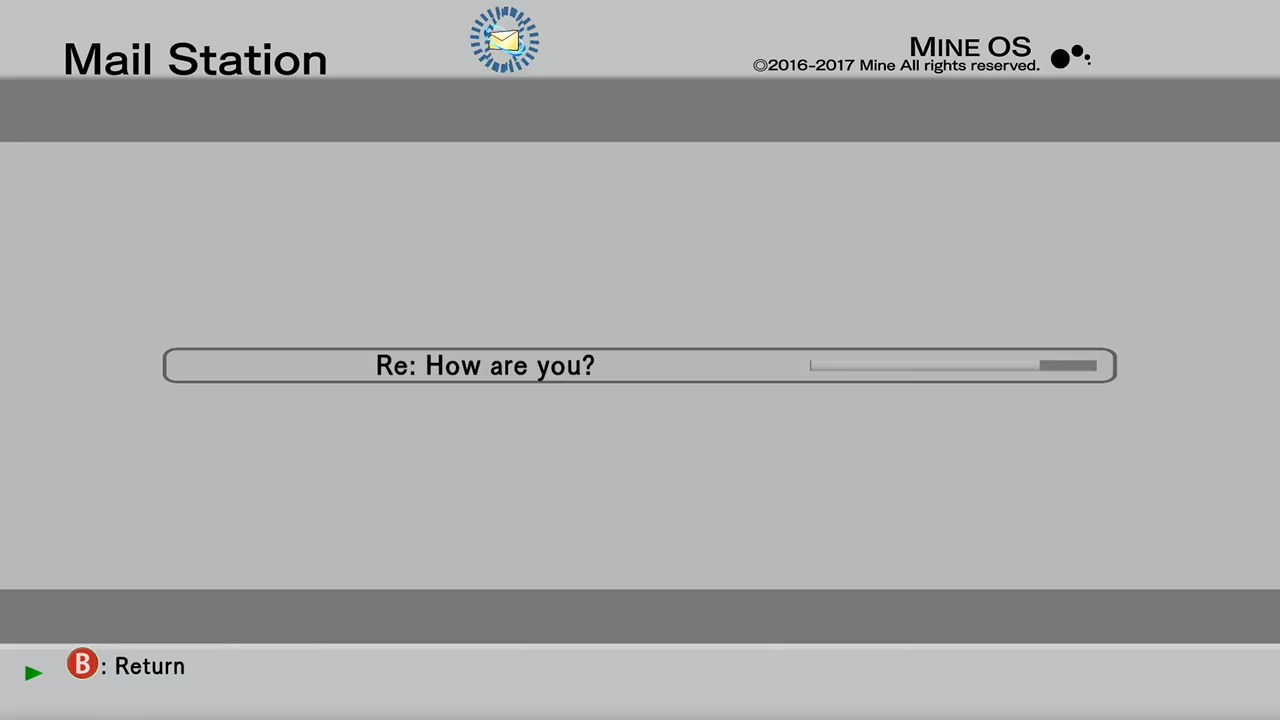 Mail Station
MINE OS
©2016-2017 Mine All rights reserved.
Re: How are you?
B : Return